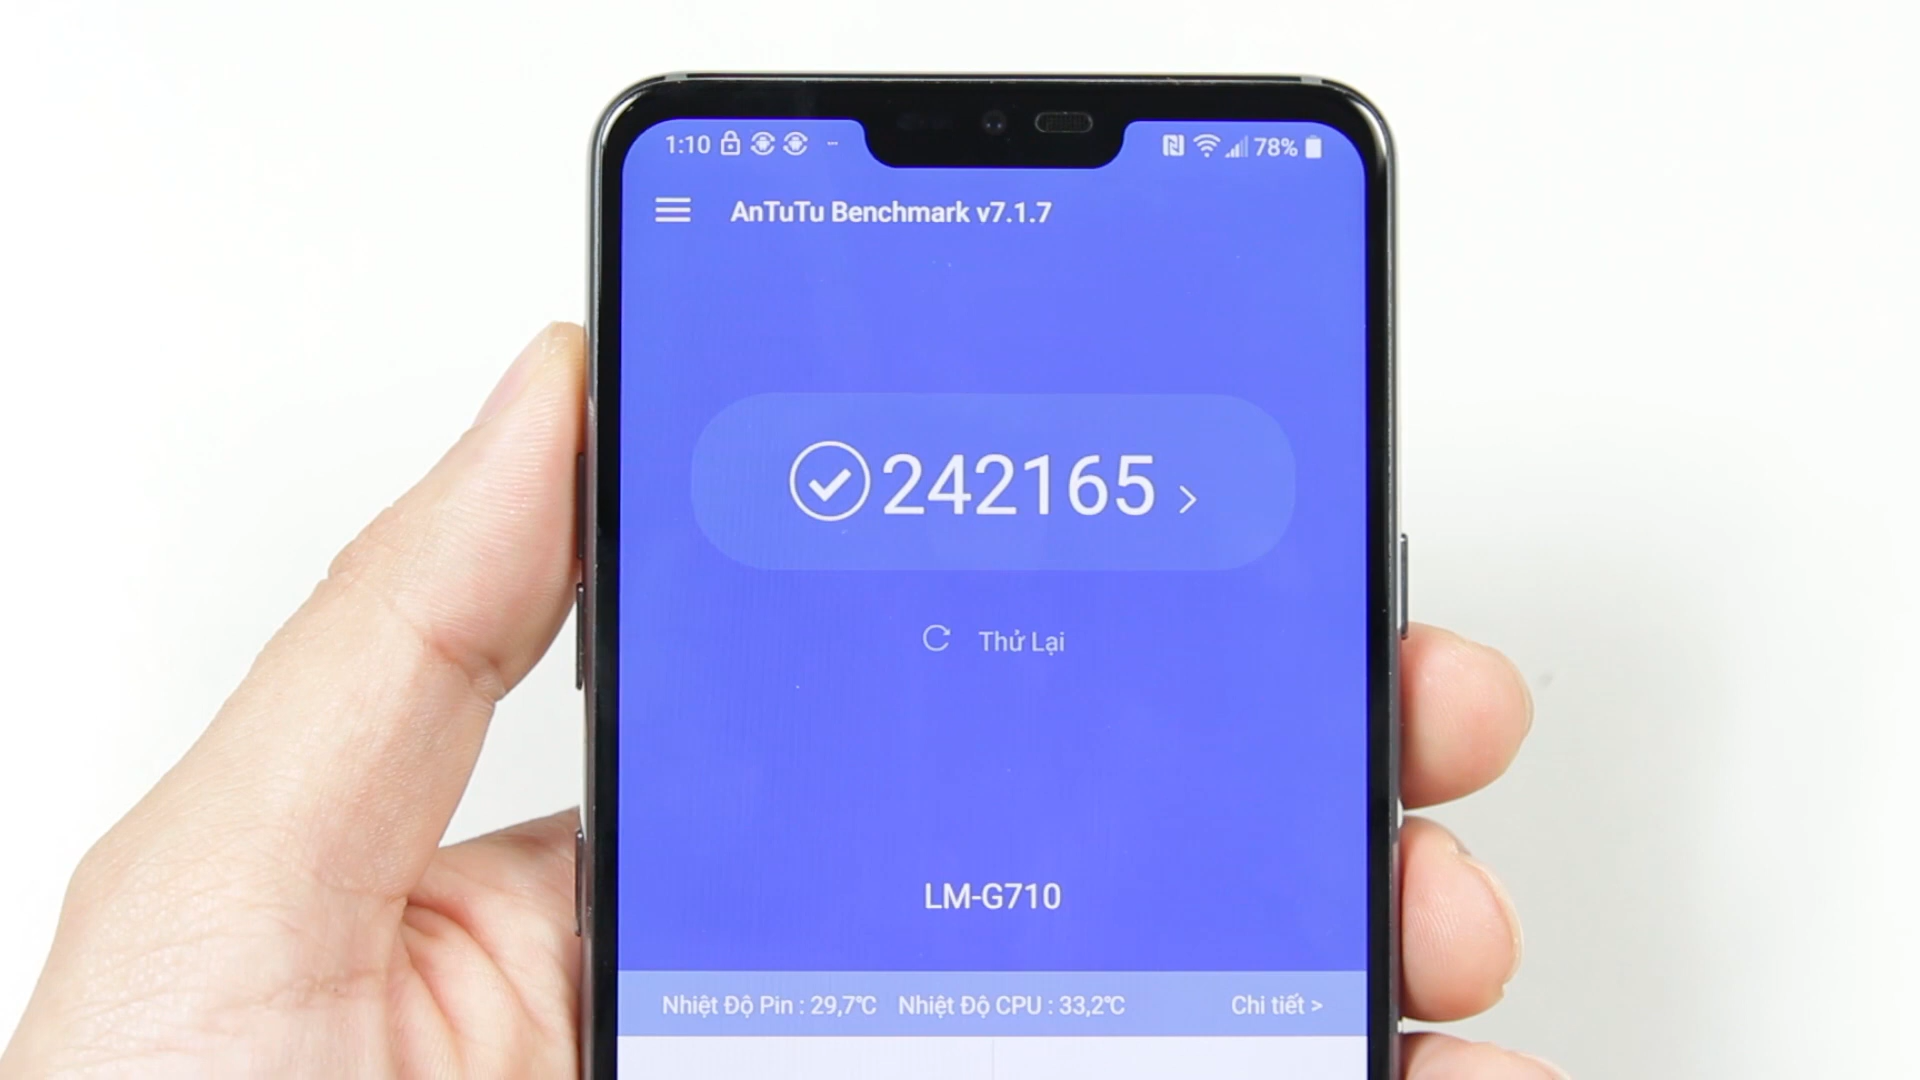 1:10 78%
AnTuTu Benchmark v7.1.7
242165 >
Thử Lại
LM-G710
Nhiệt Độ Pin : 29,7℃ Nhiệt Độ CPU : 33,2℃ Chi tiết >